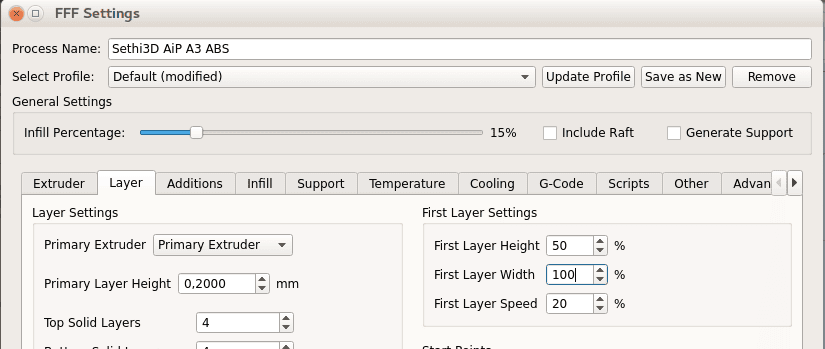 FFF Settings
Process Name: Sethi3D AiP A3 ABS
Select Profile: Default (modified) Update Profile Save as New Remove
General Settings
Infill Percentage: 15% Include Raft Generate Support
Extruder Layer Additions Infill Support Temperature Cooling G-Code Scripts Other Advan
Layer Settings
Primary Extruder Primary Extruder
Primary Layer Height 0,2000 mm
Top Solid Layers 4
First Layer Settings
First Layer Height 50 %
First Layer Width 100 %
First Layer Speed 20 %